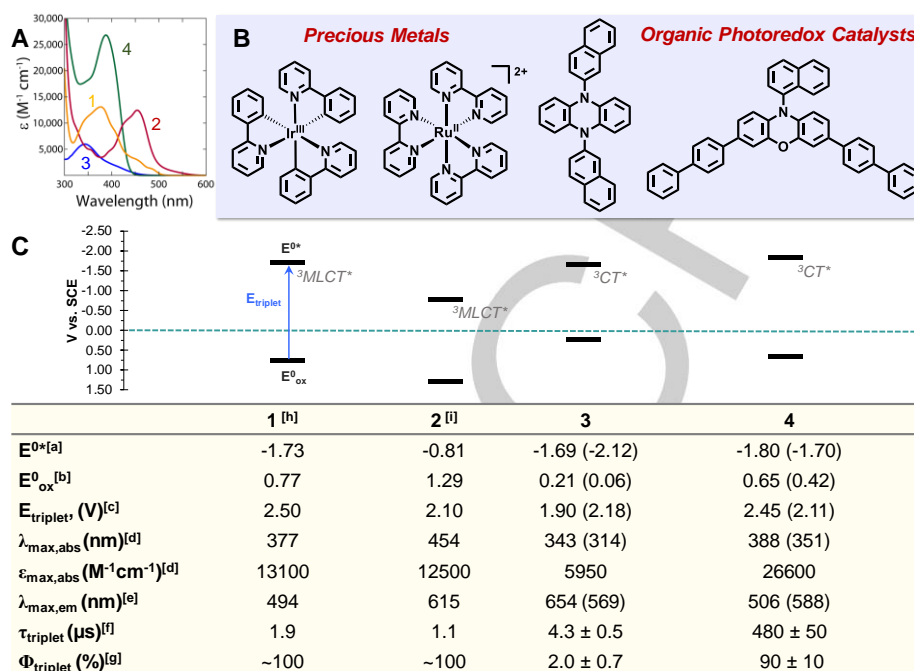 A
30,000
25,000
20,000
15,000
10,000
5,000
ε (M⁻¹ cm⁻¹)
4
1
2
3
300 400 500 600
Wavelength (nm)
B
Precious Metals
Organic Photoredox Catalysts
N
N
Ir^III
N
N
N
N
Ru^II
N
N
N
N
2+
N
N
N
O
C
V vs. SCE
-2.50
-2.00
-1.50
-1.00
-0.50
0.00
0.50
1.00
1.50
E⁰*
³MLCT*
E_triplet
E⁰_ox
³MLCT*
³CT*
³CT*
1 [h] 2 [i] 3 4
E⁰*[a] -1.73 -0.81 -1.69 (-2.12) -1.80 (-1.70)
E⁰_ox[b] 0.77 1.29 0.21 (0.06) 0.65 (0.42)
E_triplet, (V)[c] 2.50 2.10 1.90 (2.18) 2.45 (2.11)
λ_max,abs (nm)[d] 377 454 343 (314) 388 (351)
ε_max,abs (M⁻¹cm⁻¹)[d] 13100 12500 5950 26600
λ_max,em (nm)[e] 494 615 654 (569) 506 (588)
τ_triplet (µs)[f] 1.9 1.1 4.3 ± 0.5 480 ± 50
Φ_triplet (%)[g] ~100 ~100 2.0 ± 0.7 90 ± 10